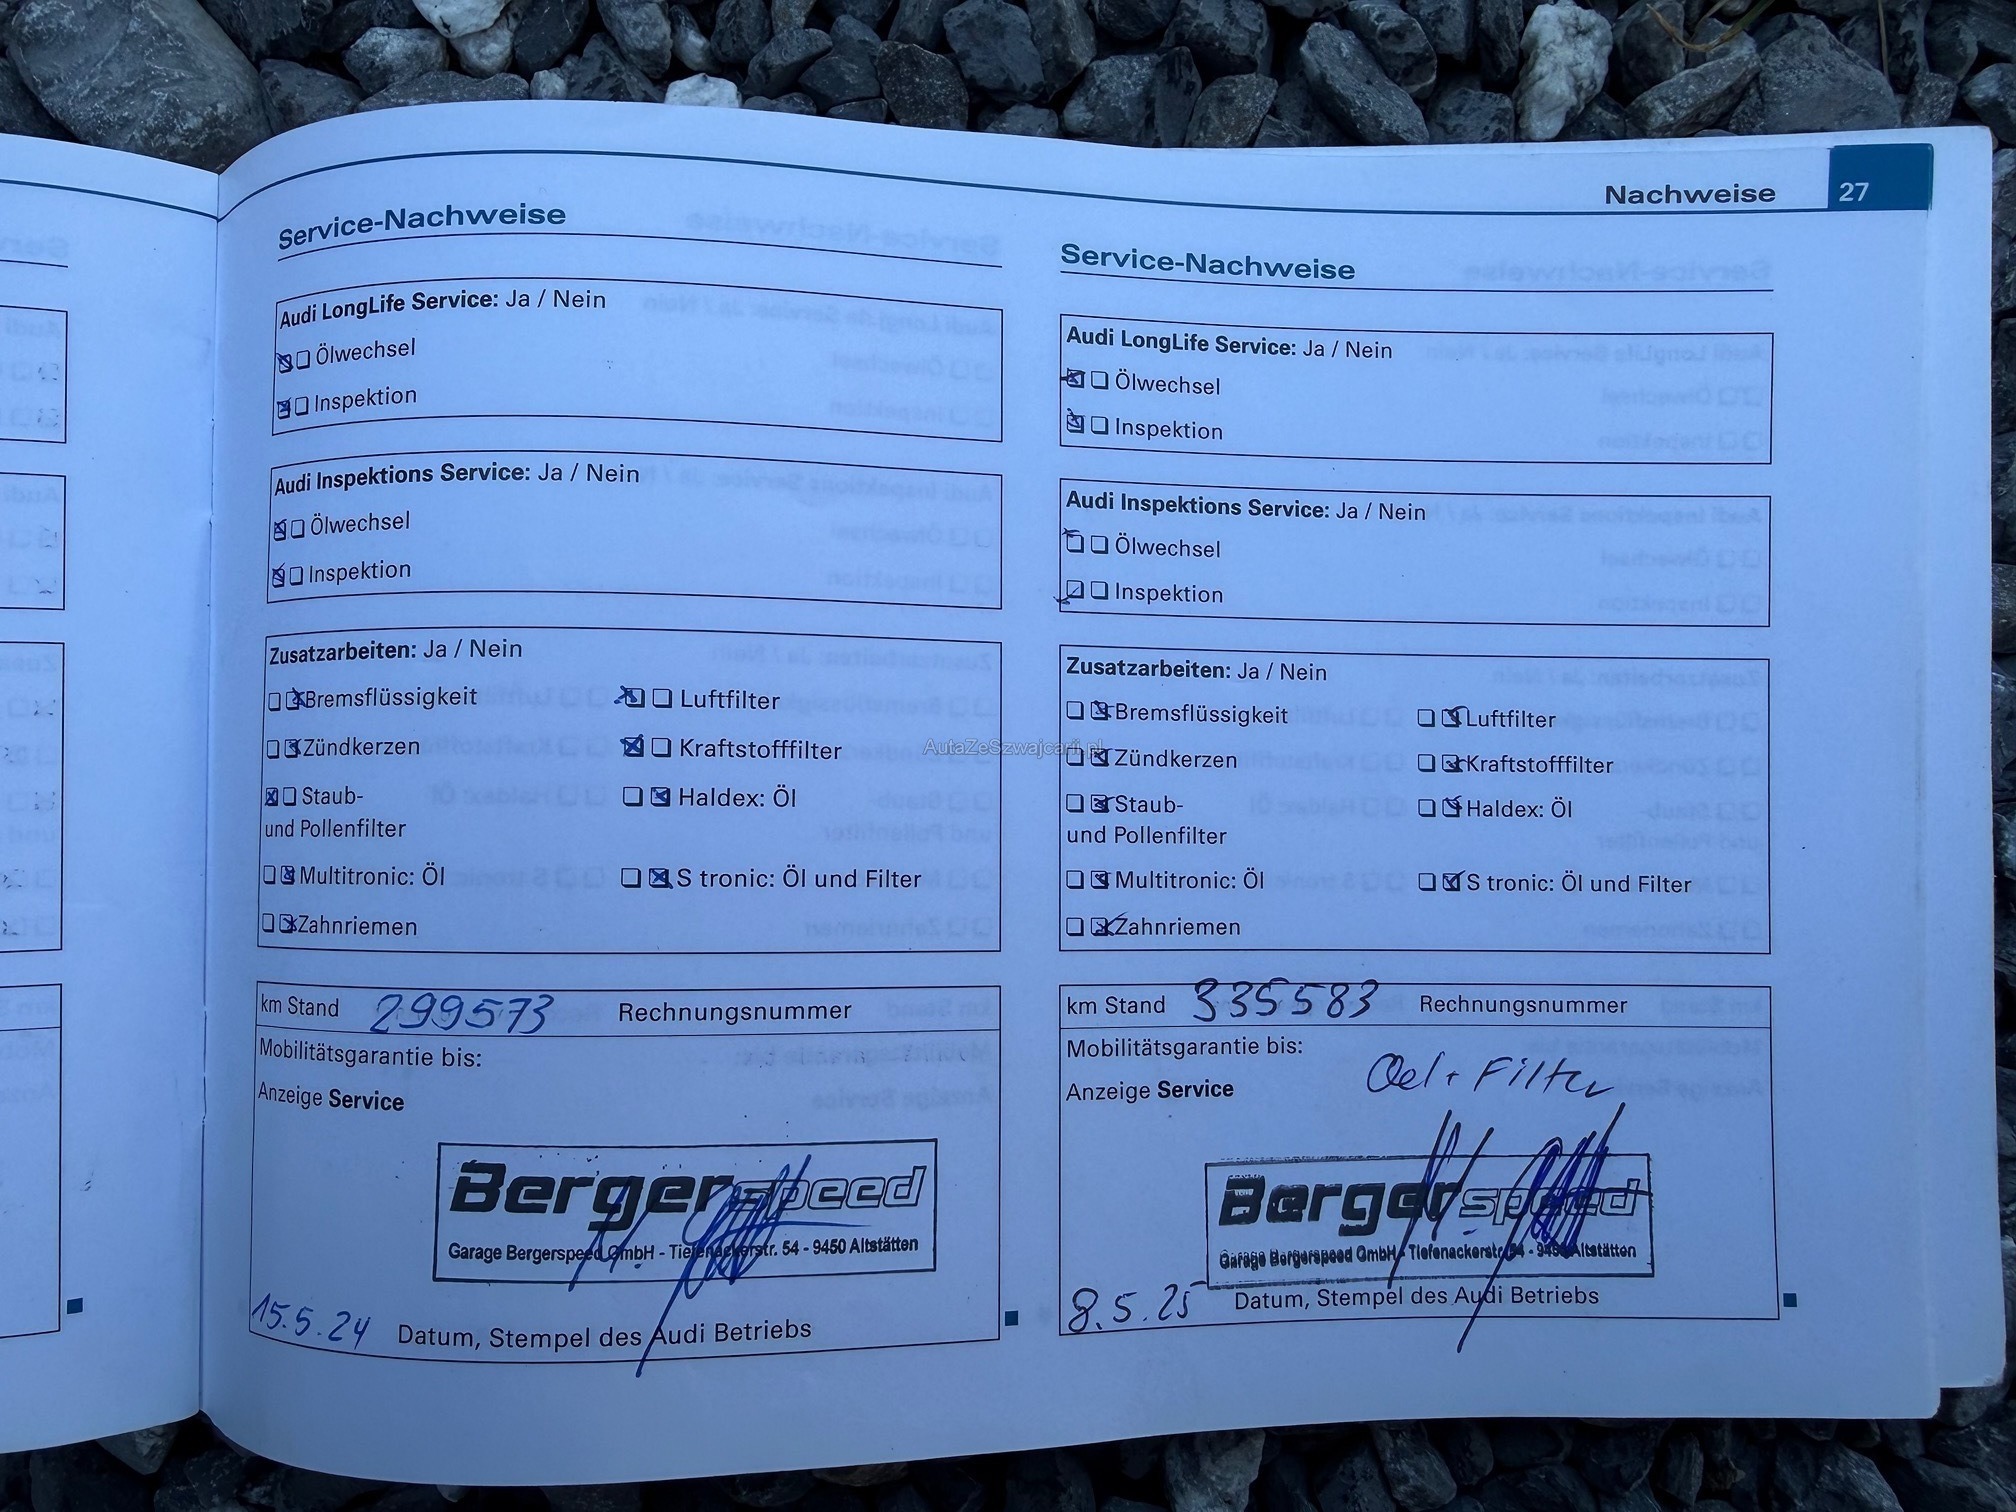 Nachweise 27
Service-Nachweise
Audi LongLife Service: Ja / Nein
Ölwechsel
Inspektion
Audi Inspektions Service: Ja / Nein
Ölwechsel
Inspektion
Zusatzarbeiten: Ja / Nein
Bremsflüssigkeit Luftfilter
Zündkerzen Kraftstofffilter
Staub- Haldex: Öl
und Pollenfilter
Multitronic: Öl S tronic: Öl und Filter
Zahnriemen
km Stand 299573 Rechnungsnummer
Mobilitätsgarantie bis:
Anzeige Service
Bergerspeed
Garage Bergerspeed GmbH - Tiefenackerstr. 54 - 9450 Altstätten
15.5.24 Datum, Stempel des Audi Betriebs
Service-Nachweise
Audi LongLife Service: Ja / Nein
Ölwechsel
Inspektion
Audi Inspektions Service: Ja / Nein
Ölwechsel
Inspektion
Zusatzarbeiten: Ja / Nein
Bremsflüssigkeit Luftfilter
Zündkerzen Kraftstofffilter
Staub- Haldex: Öl
und Pollenfilter
Multitronic: Öl S tronic: Öl und Filter
Zahnriemen
km Stand 335583 Rechnungsnummer
Mobilitätsgarantie bis:
Oel + Filter
Anzeige Service
Bergerspeed
Garage Bergerspeed GmbH - Tiefenackerstr. 54 - 9450 Altstätten
8.5.25 Datum, Stempel des Audi Betriebs
AutaZeSzwajcarii.pl